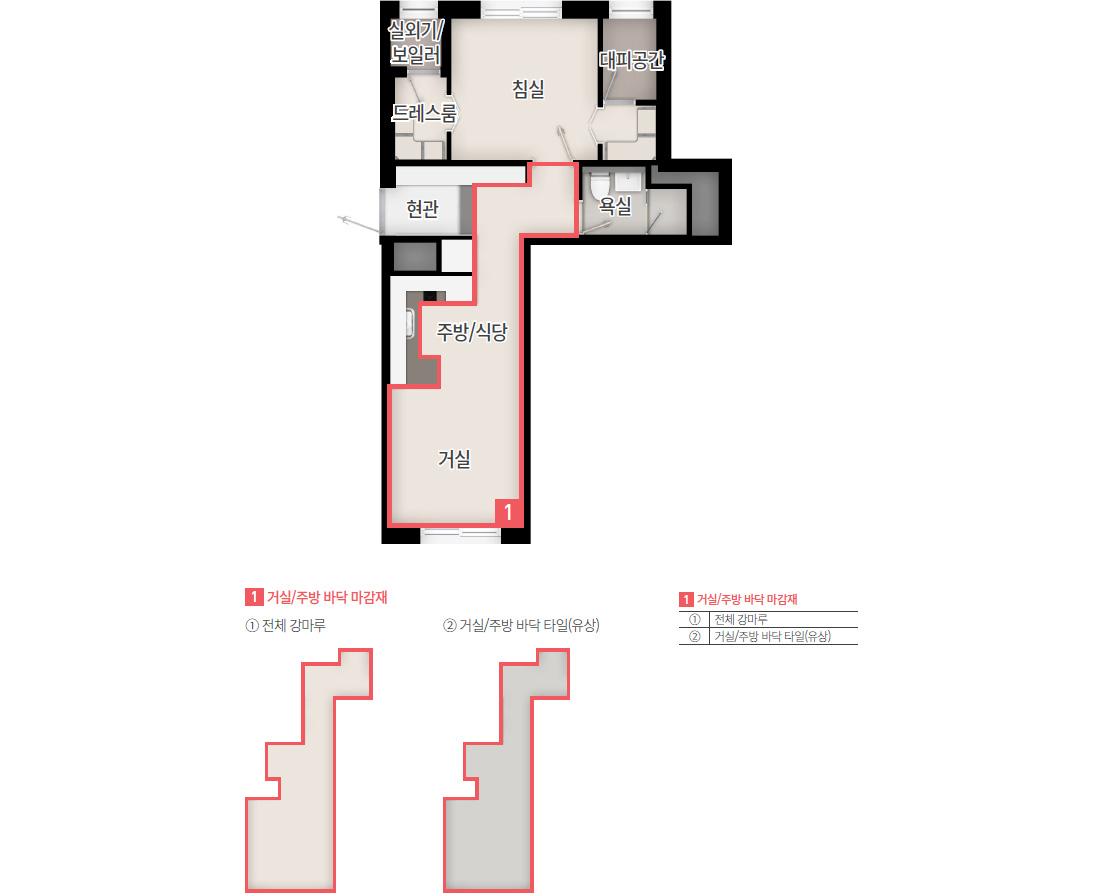 실외기/
보일러
침실
대피공간
드레스룸
현관
욕실
주방/식당
거실
1
1 거실/주방 바닥 마감재
① 전체 강마루
② 거실/주방 바닥 타일(유상)
1 거실/주방 바닥 마감재
① 전체 강마루
② 거실/주방 바닥 타일(유상)